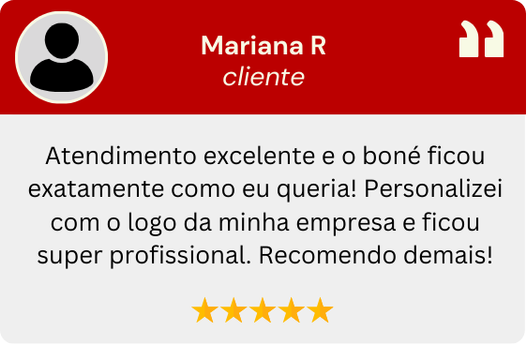 Mariana R
cliente
Atendimento excelente e o boné ficou
exatamente como eu queria! Personalizei
com o logo da minha empresa e ficou
super profissional. Recomendo demais!